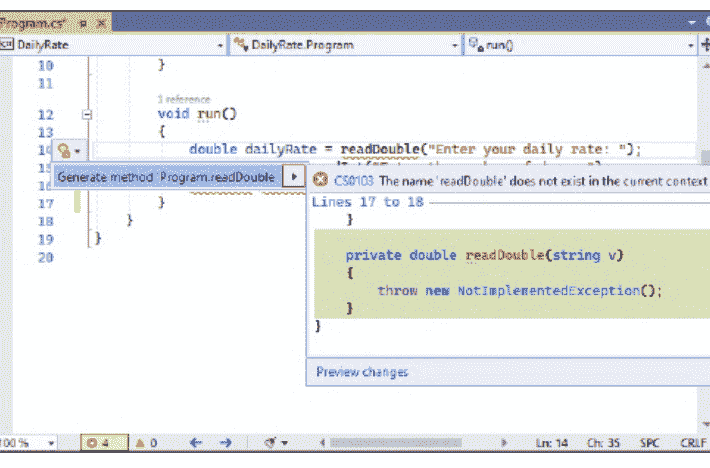 Program.cs*
DailyRate DailyRate.Program run()
10 }
11
1 reference
12 void run()
13 {
14 double dailyRate = readDouble("Enter your daily rate: ");
15
16 Generate method 'Program.readDouble'
CS0103 The name 'readDouble' does not exist in the current context
Lines 17 to 18
17 }
18 }
19 }
20
}
private double readDouble(string v)
{
throw new NotImplementedException();
}
}
Preview changes
100 % 4 0 Ln: 14 Ch: 35 SPC CRLF